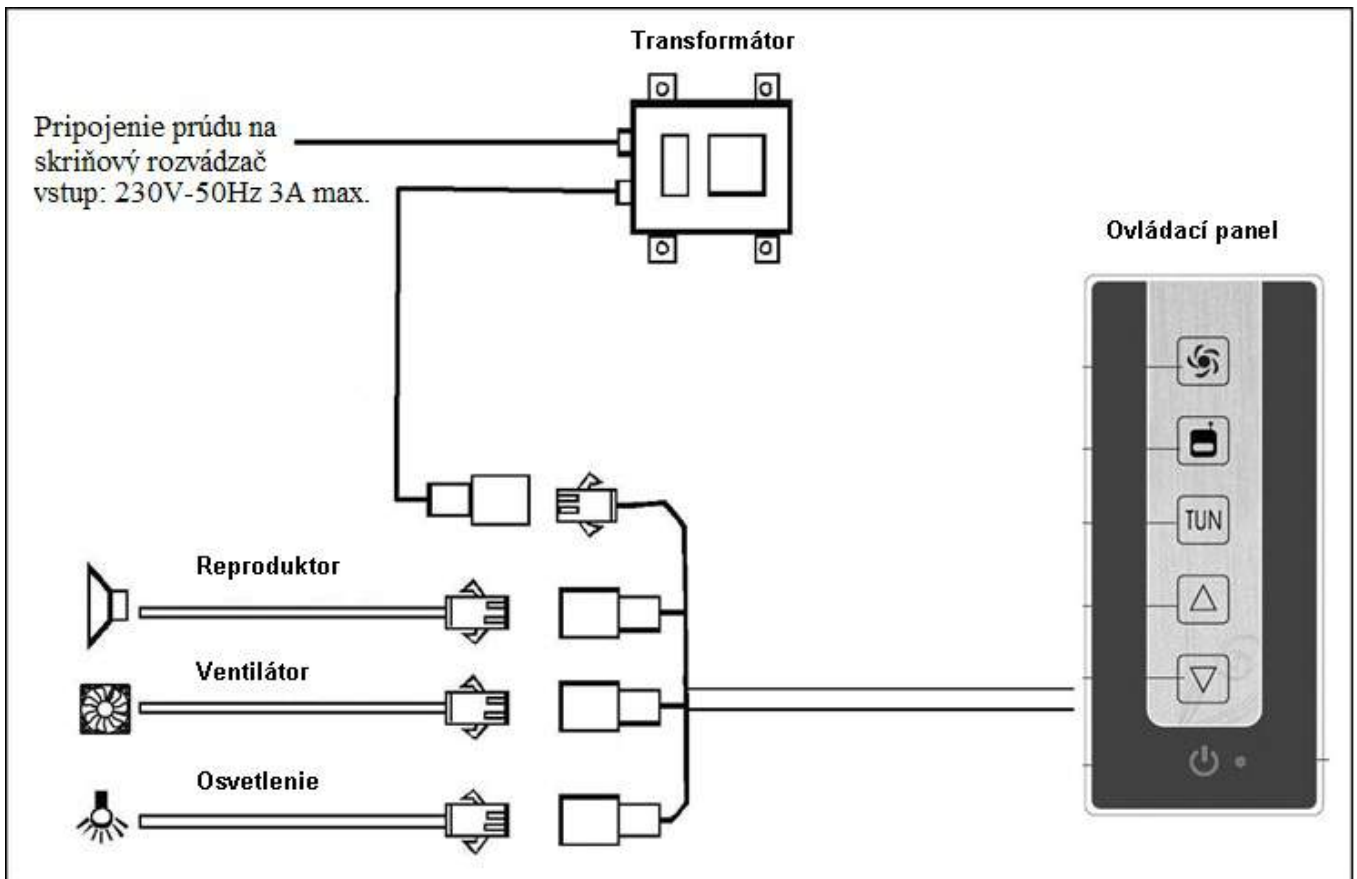 Transformátor
Pripojenie prúdu na
skriňový rozvádzač
vstup: 230V-50Hz 3A max.
Ovládací panel
TUN
Reproduktor
Ventilátor
Osvetlenie